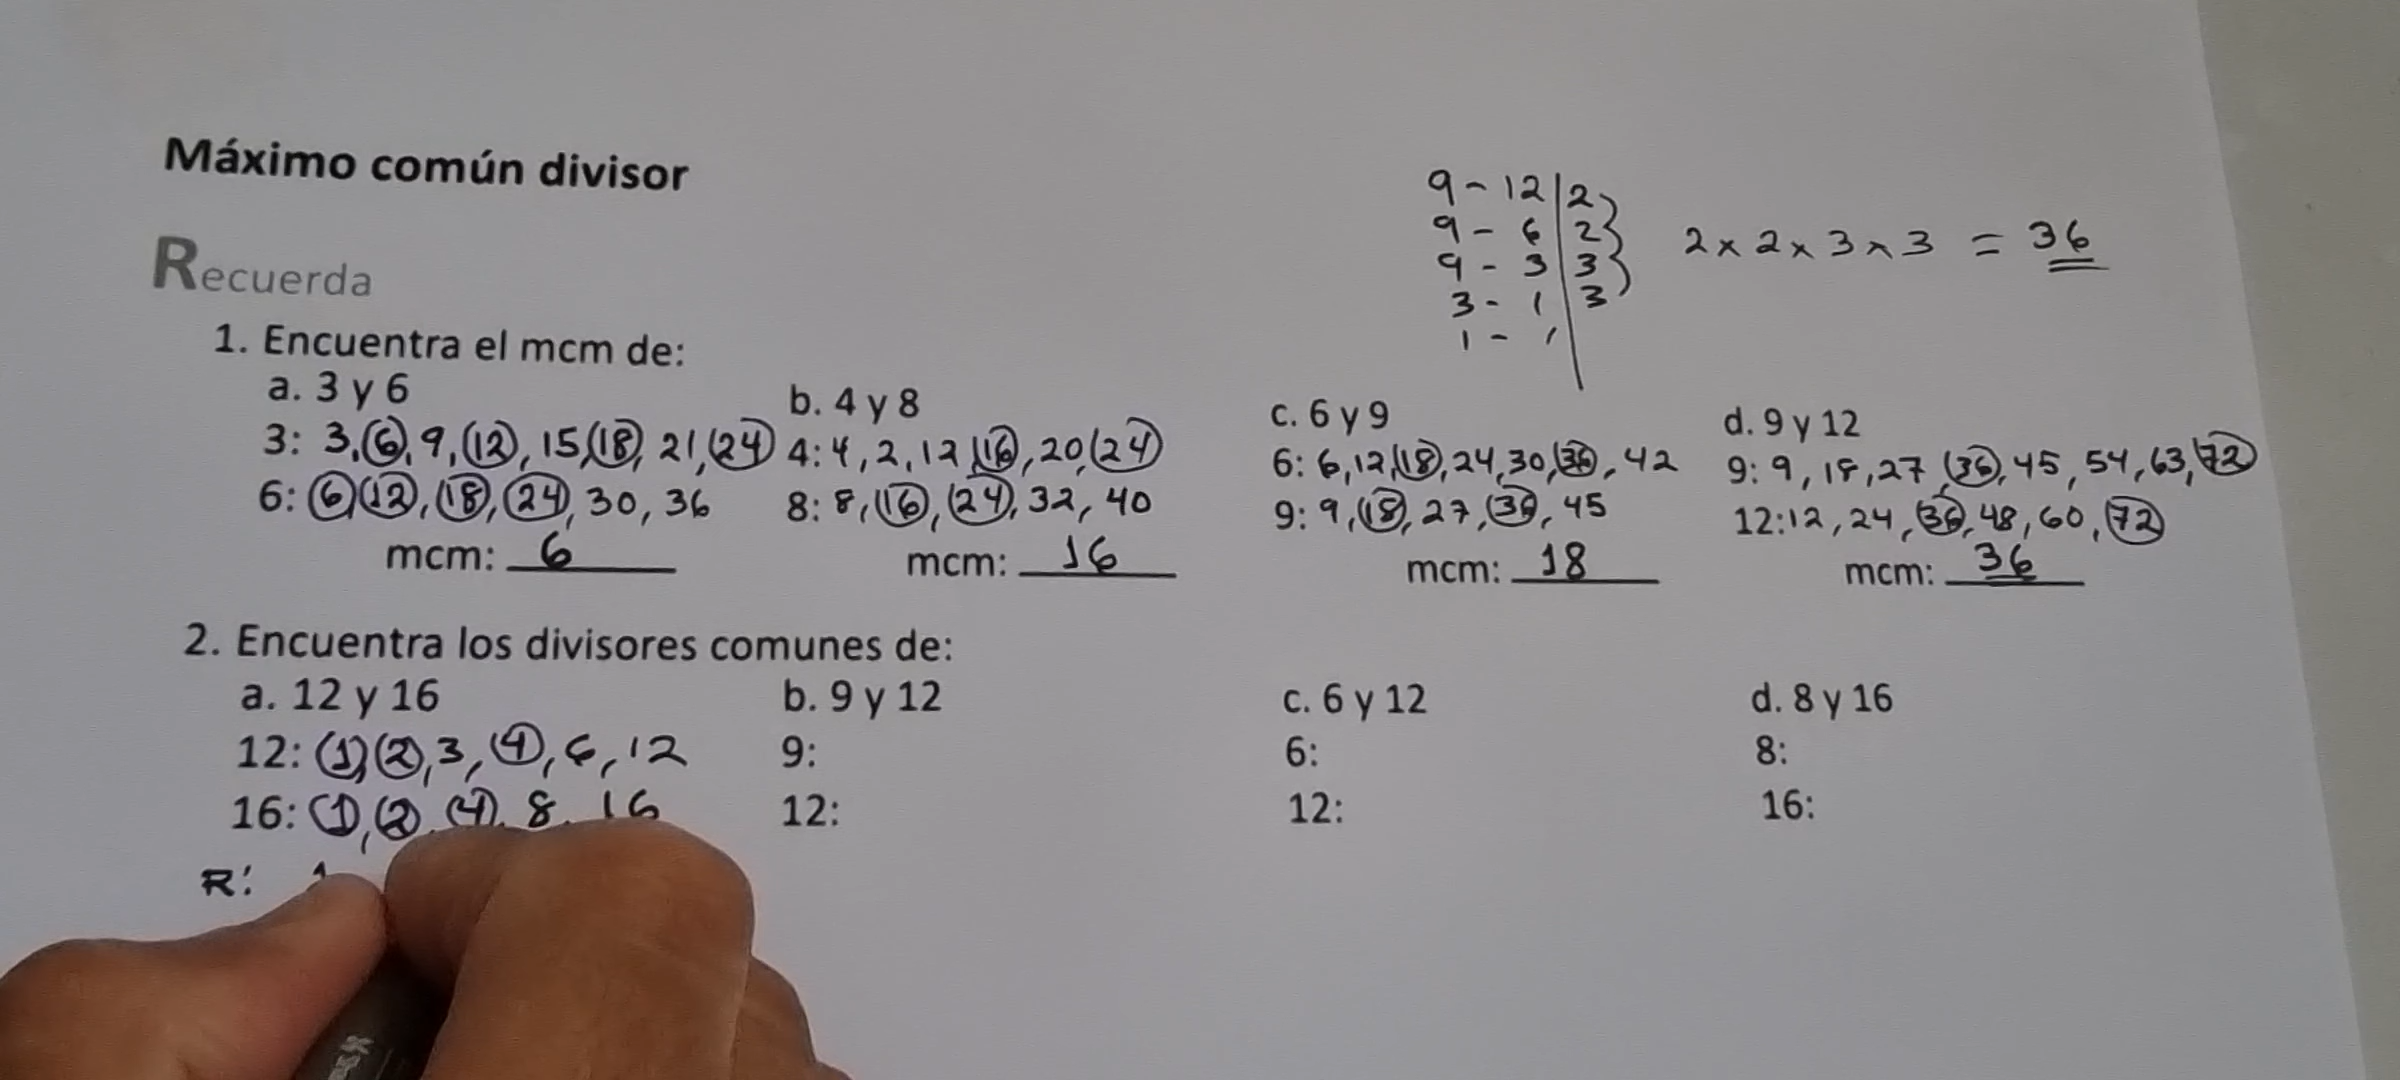 Máximo común divisor
9 - 12 | 2
9 - 6 | 2
9 - 3 | 3
3 - 1 | 3
1 - 1
2 x 2 x 3 x 3 = 36
Recuerda
1. Encuentra el mcm de:
a. 3 y 6
3: 3, 6, 9, 12, 15, 18, 21, 24
6: 6, 12, 18, 24, 30, 36
mcm: 6
b. 4 y 8
4: 4, 2, 12, 16, 20, 24
8: 8, 16, 24, 32, 40
mcm: 16
c. 6 y 9
6: 6, 12, 18, 24, 30, 36, 42
9: 9, 18, 27, 36, 45
mcm: 18
d. 9 y 12
9: 9, 18, 27, 36, 45, 54, 63, 72
12: 12, 24, 36, 48, 60, 72
mcm: 36
2. Encuentra los divisores comunes de:
a. 12 y 16
12: 1, 2, 3, 4, 6, 12
16: 1, 2, 4, 8, 16
R:
b. 9 y 12
9:
12:
c. 6 y 12
6:
12:
d. 8 y 16
8:
16: